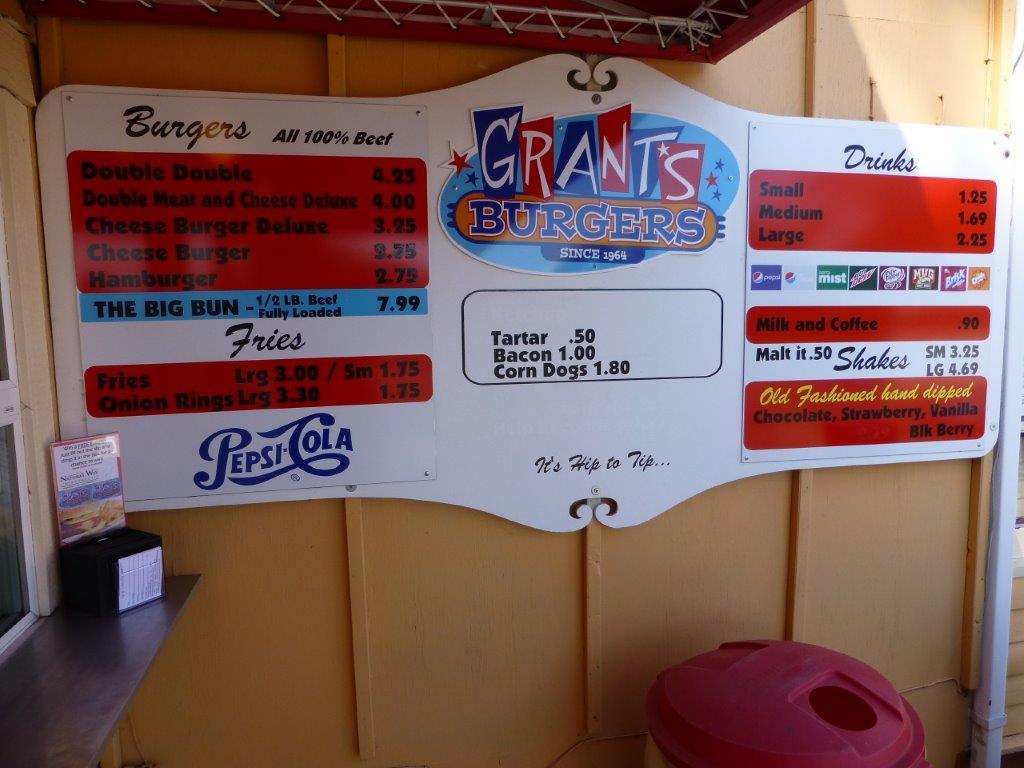 Burgers All 100% Beef
Double Double 4.25
Double Meat and Cheese Deluxe 4.00
Cheese Burger Deluxe 3.25
Cheese Burger
Hamburger 2.75
THE BIG BUN - 1/2 LB. Beef Fully Loaded 7.99
Fries
Fries Lrg 3.00 / Sm 1.75
Onion Rings Lrg 3.30 1.75
PEPSI-COLA
GRANT'S
BURGERS
SINCE 1964
Tartar .50
Bacon 1.00
Corn Dogs 1.80
It's Hip to Tip...
Drinks
Small 1.25
Medium 1.69
Large 2.25
pepsi mist MUG Brisk
Milk and Coffee .90
Malt it .50 Shakes SM 3.25
LG 4.69
Old Fashioned hand dipped
Chocolate, Strawberry, Vanilla
Blk Berry